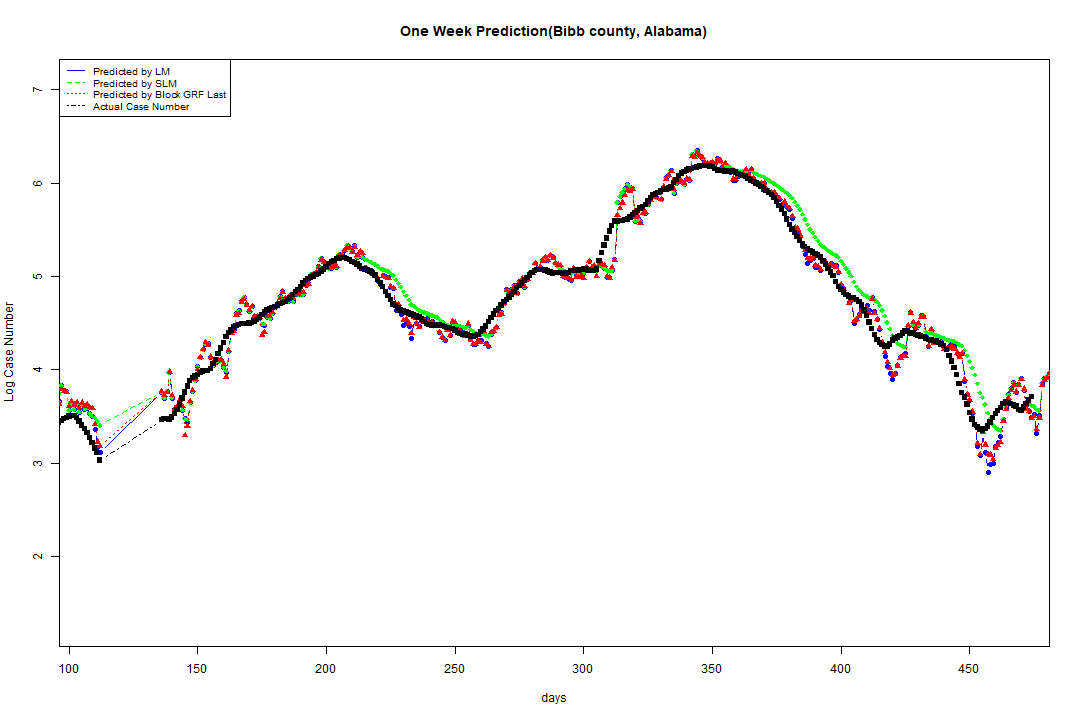 One Week Prediction(Bibb county, Alabama)
Predicted by LM
Predicted by SLM
Predicted by Block GRF Last
Actual Case Number
Log Case Number
7
6
5
4
3
2
100 150 200 250 300 350 400 450
days